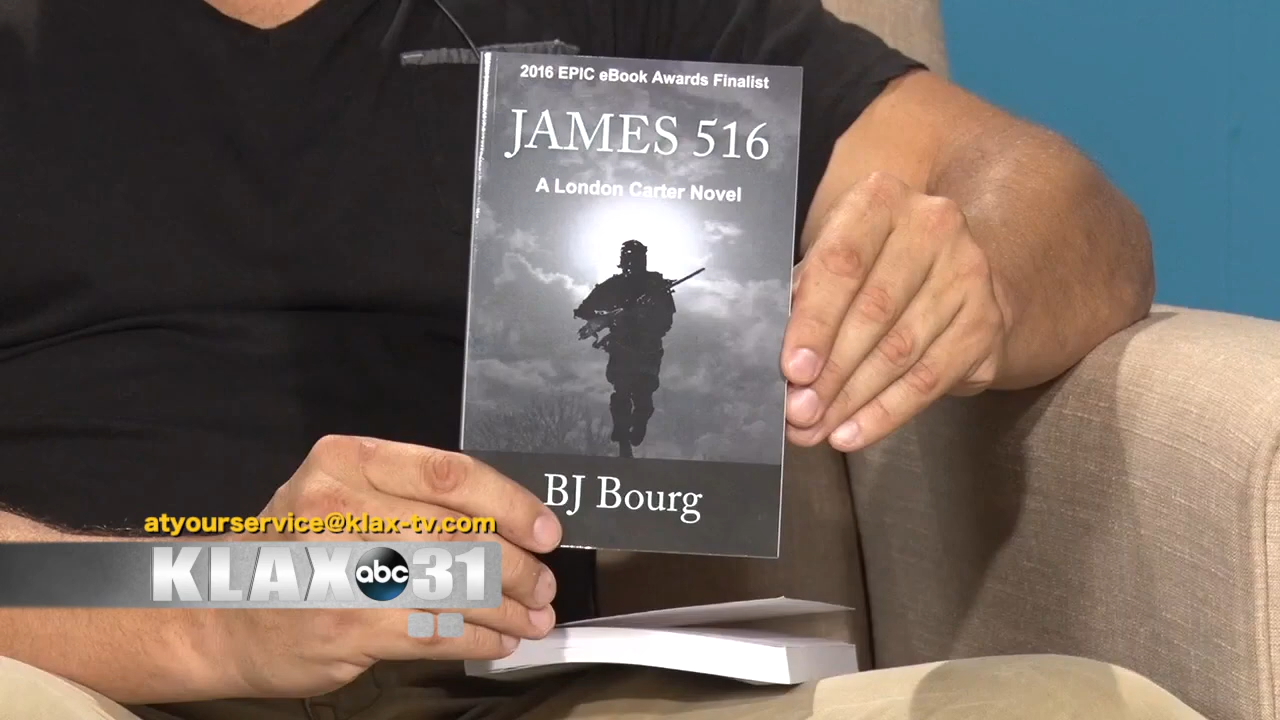 2016 EPIC eBook Awards Finalist
JAMES 516
A London Carter Novel
BJ Bourg
atyourservice@klax-tv.com
KLAX abc 31